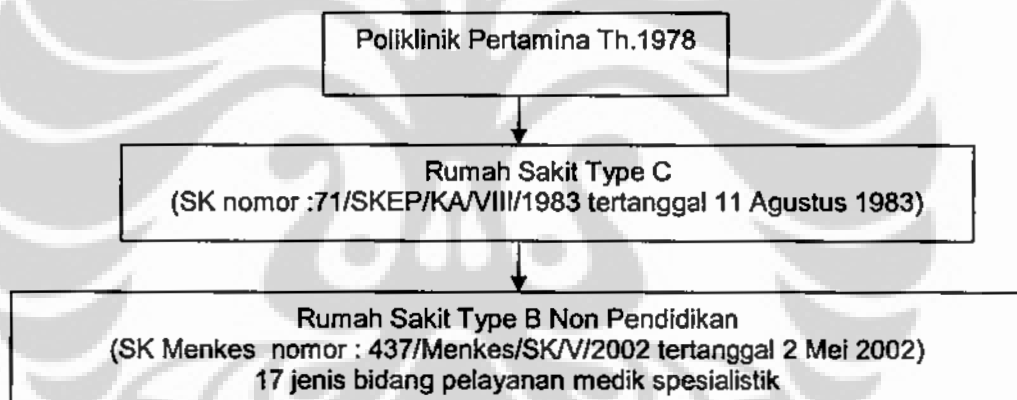 Poliklinik Pertamina Th.1978
Rumah Sakit Type C
(SK nomor :71/SKEP/KA/VIII/1983 tertanggal 11 Agustus 1983)
Rumah Sakit Type B Non Pendidikan
(SK Menkes nomor : 437/Menkes/SK/V/2002 tertanggal 2 Mei 2002)
17 jenis bidang pelayanan medik spesialistik